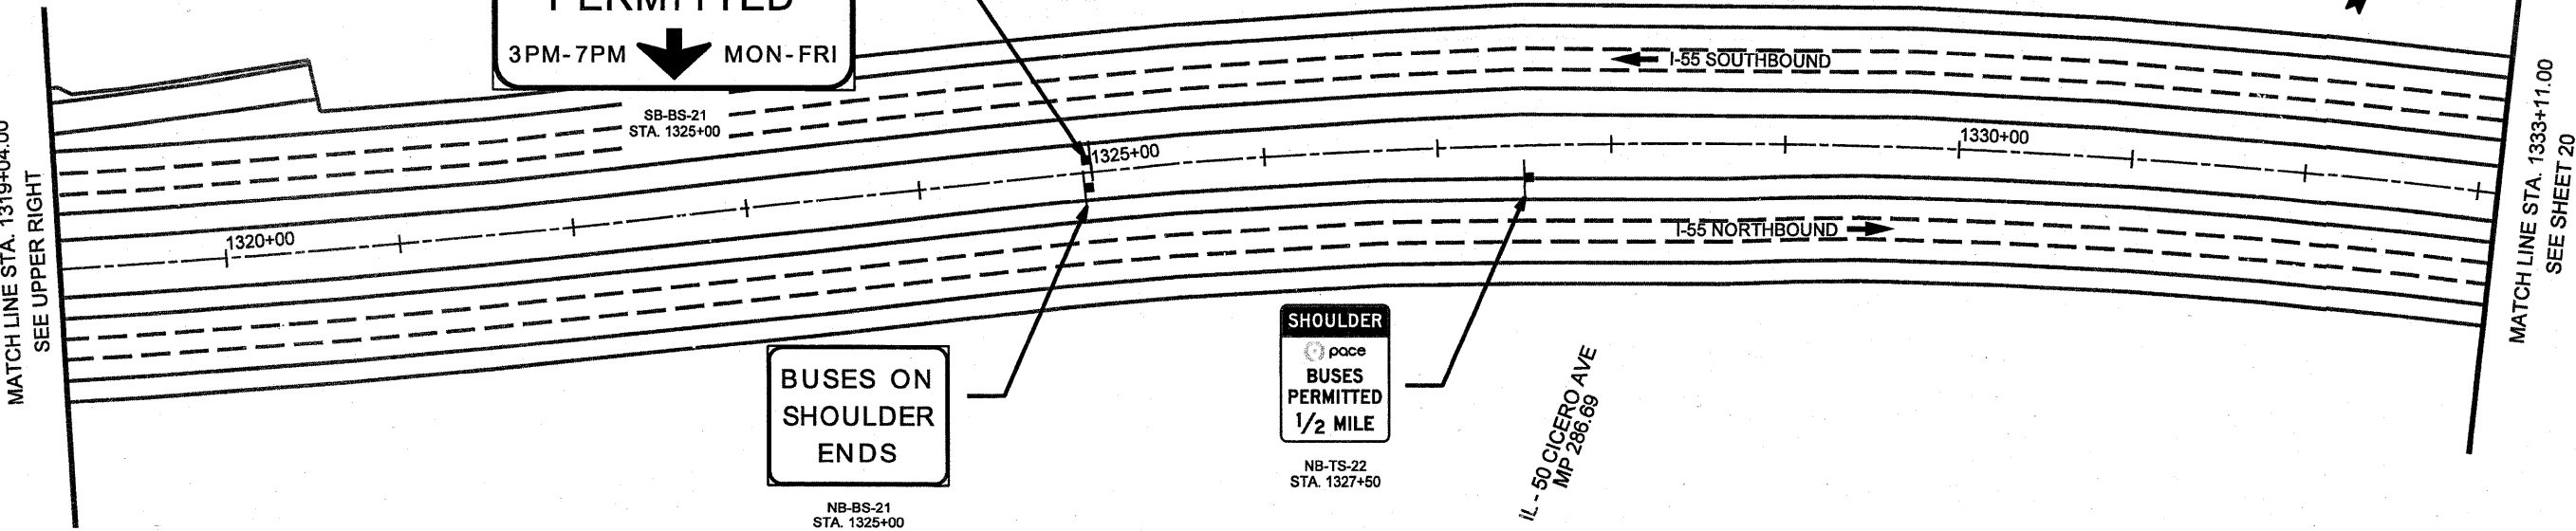 PERMITTED
3PM-7PM MON-FRI
SB-BS-21
STA. 1325+00
I-55 SOUTHBOUND
1325+00
1330+00
1320+00
I-55 NORTHBOUND
MATCH LINE STA. 1319+04.00
SEE UPPER RIGHT
MATCH LINE STA. 1333+11.00
SEE SHEET 20
BUSES ON
SHOULDER
ENDS
NB-BS-21
STA. 1325+00
SHOULDER
pace
BUSES
PERMITTED
1/2 MILE
NB-TS-22
STA. 1327+50
IL - 50 CICERO AVE
MP 286.69